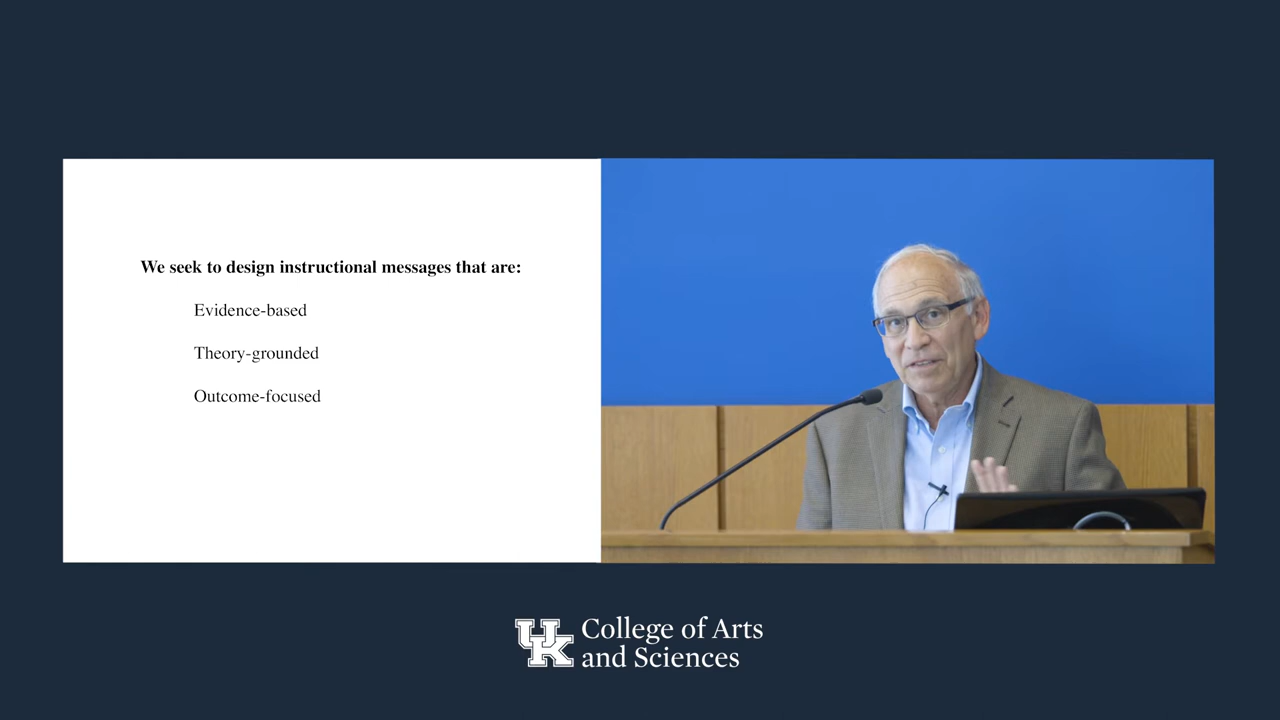 We seek to design instructional messages that are:
Evidence-based
Theory-grounded
Outcome-focused
UK College of Arts
and Sciences